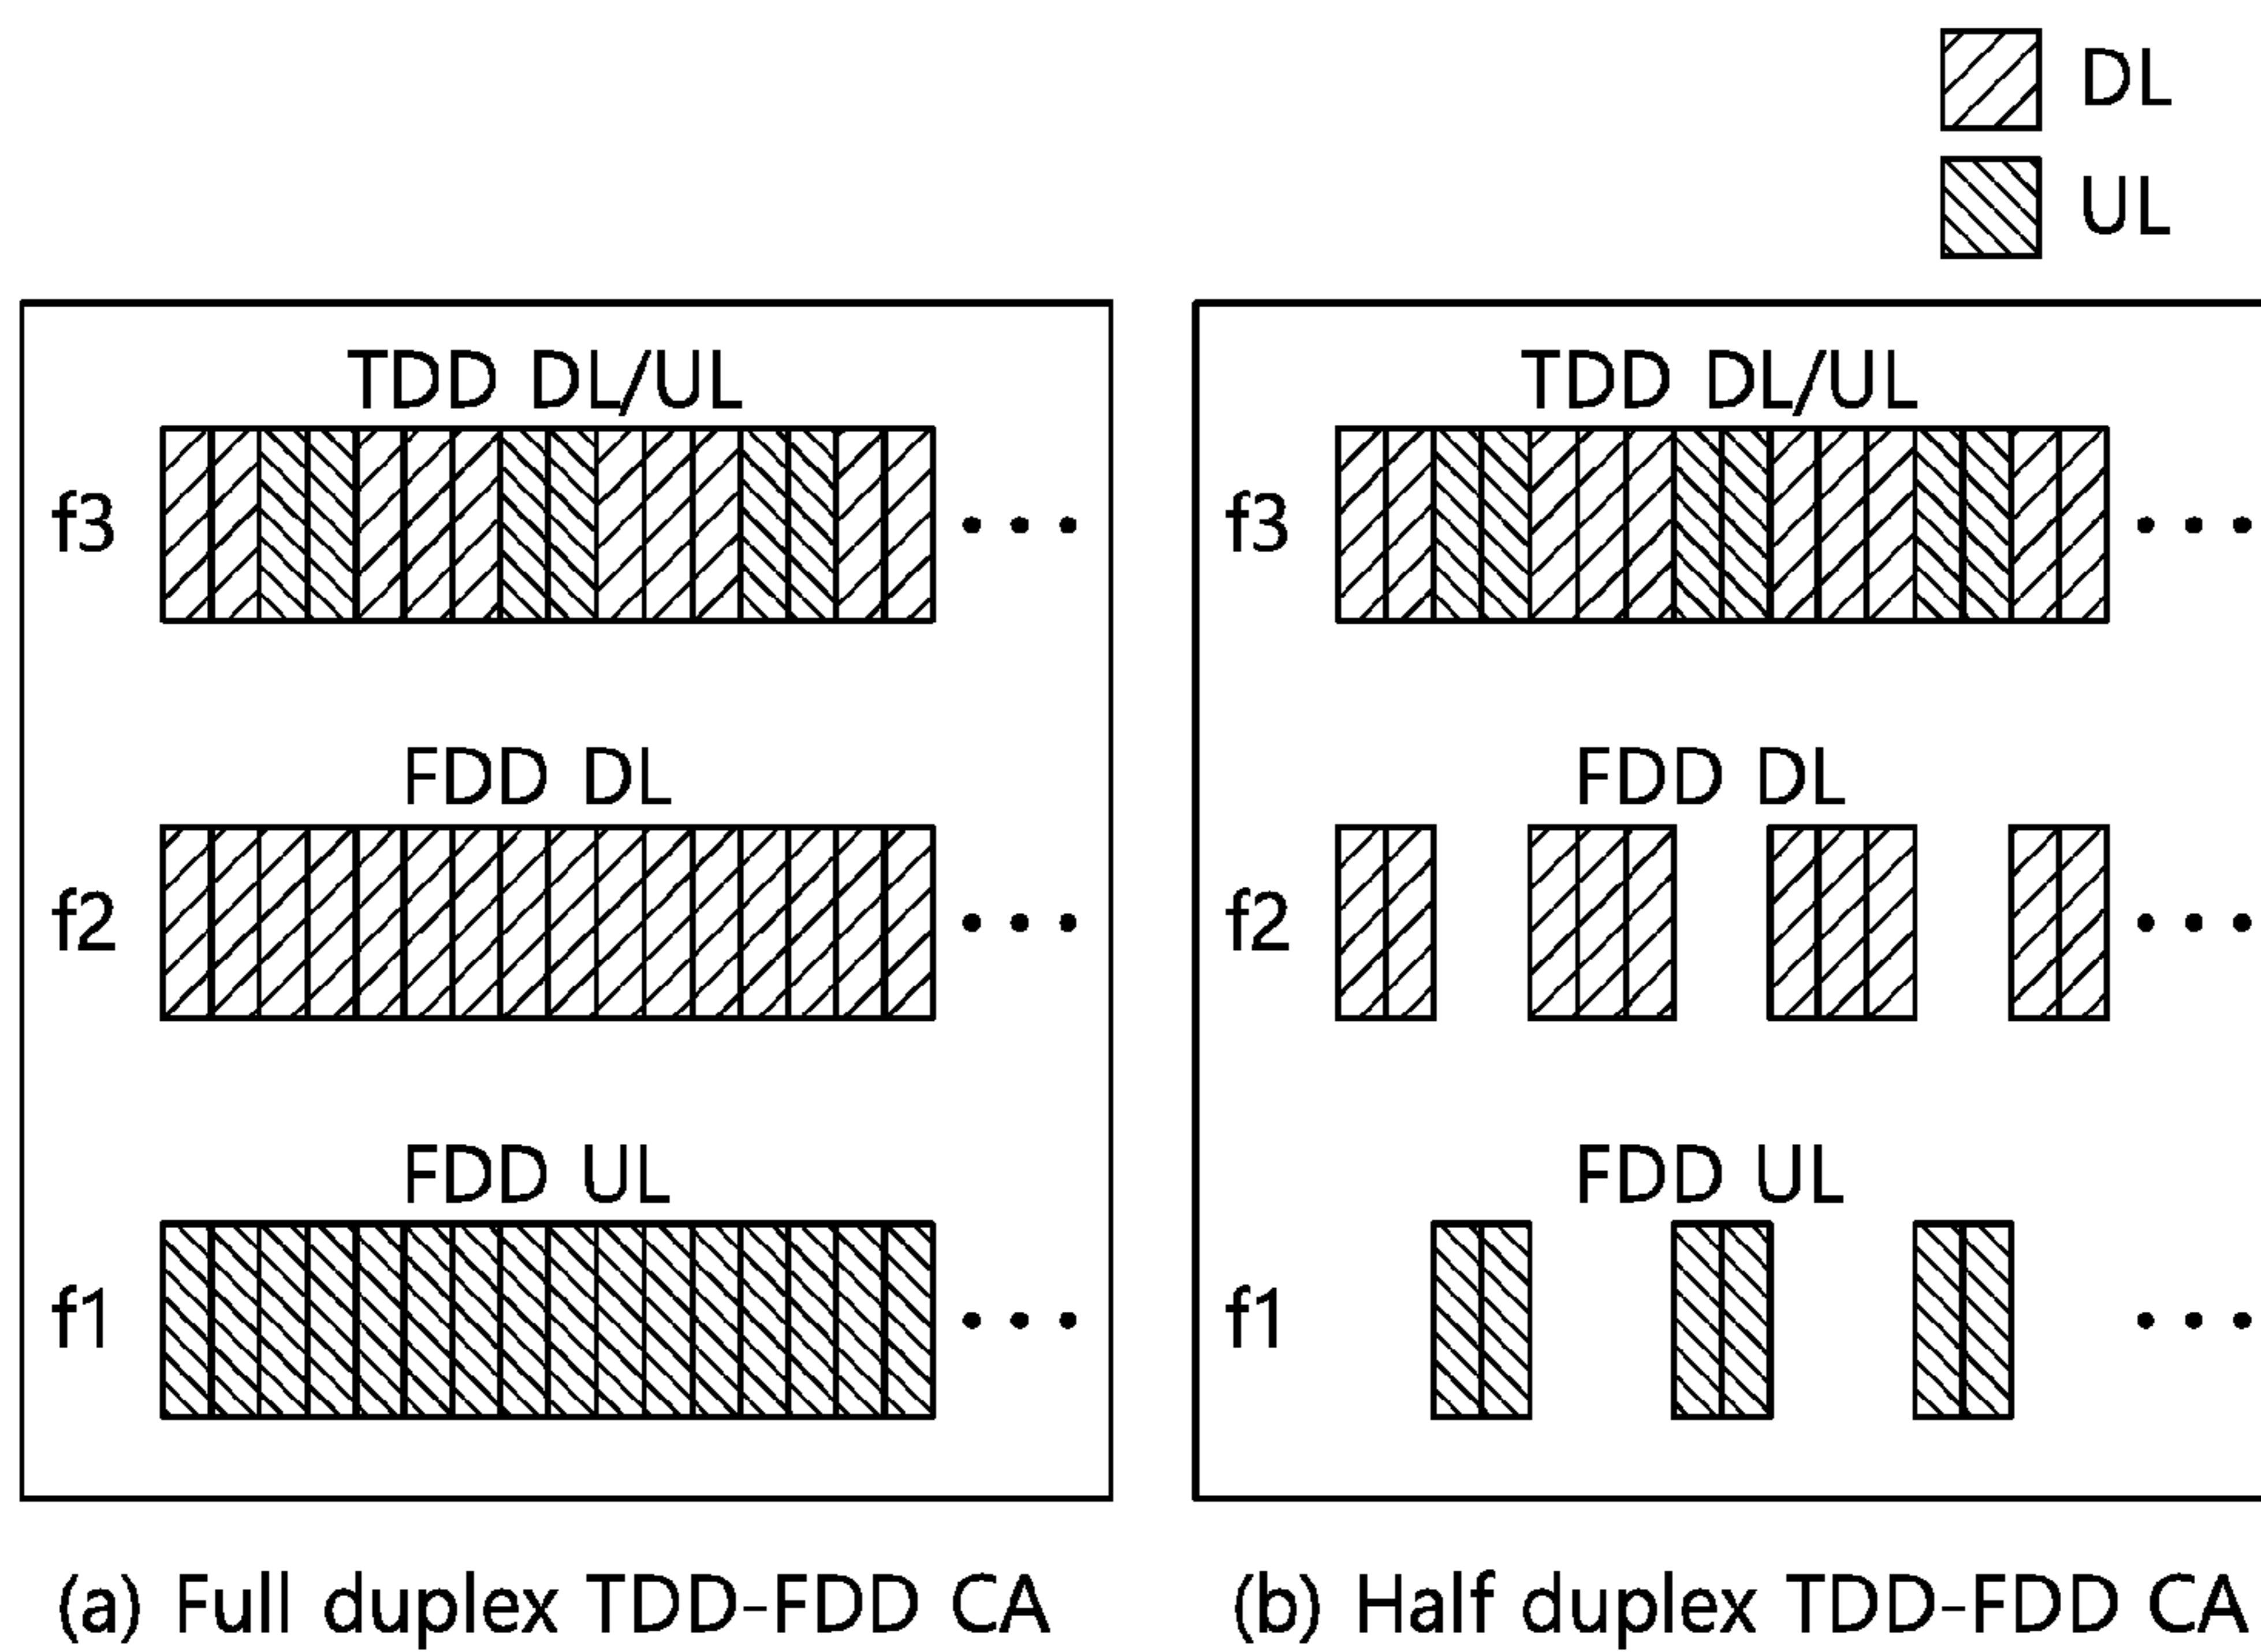 DL
UL
TDD DL/UL
f3
FDD DL
f2
FDD UL
f1
(a) Full duplex TDD-FDD CA
TDD DL/UL
f3
FDD DL
f2
FDD UL
f1
(b) Half duplex TDD-FDD CA